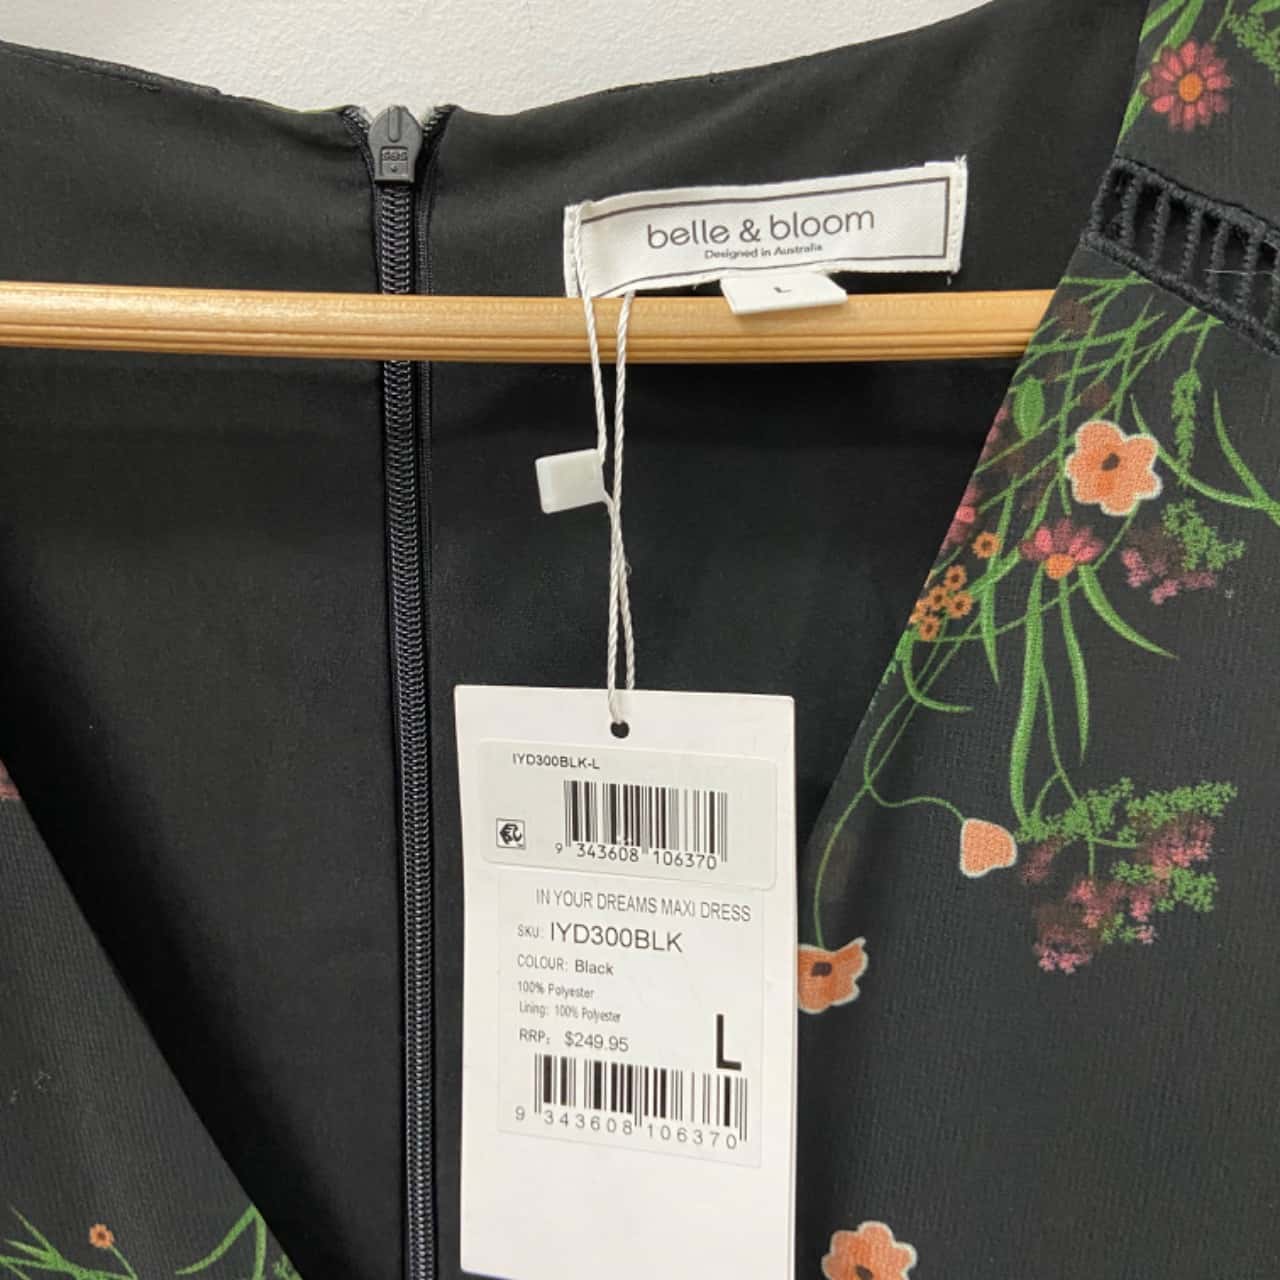 SBS
belle & bloom
Designed in Australia
L
IYD300BLK-L
9 343608 106370
IN YOUR DREAMS MAXI DRESS
SKU: IYD300BLK
COLOUR: Black
100% Polyester
Lining: 100% Polyester
RRP: $249.95
L
9 343608 106370